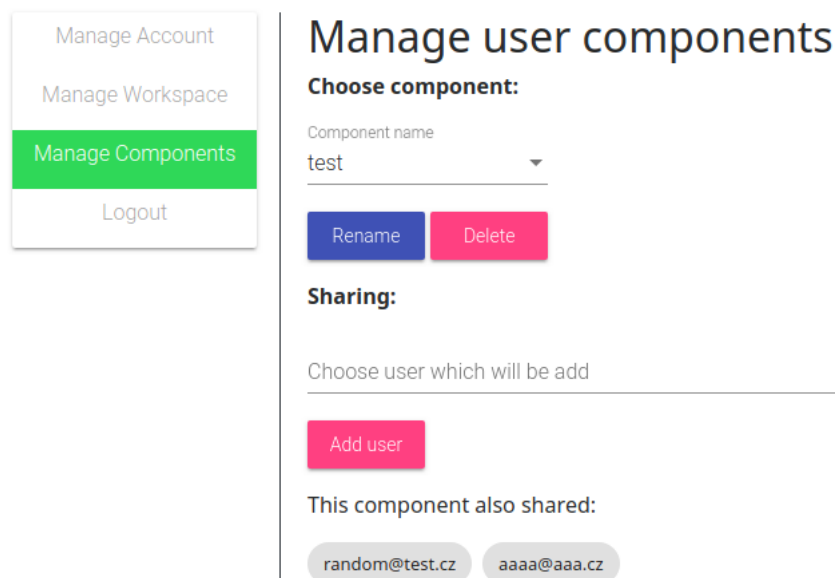 Manage Account
Manage Workspace
Manage Components
Logout
Manage user components
Choose component:
Component name
test
Rename Delete
Sharing:
Choose user which will be add
Add user
This component also shared:
random@test.cz aaaa@aaa.cz